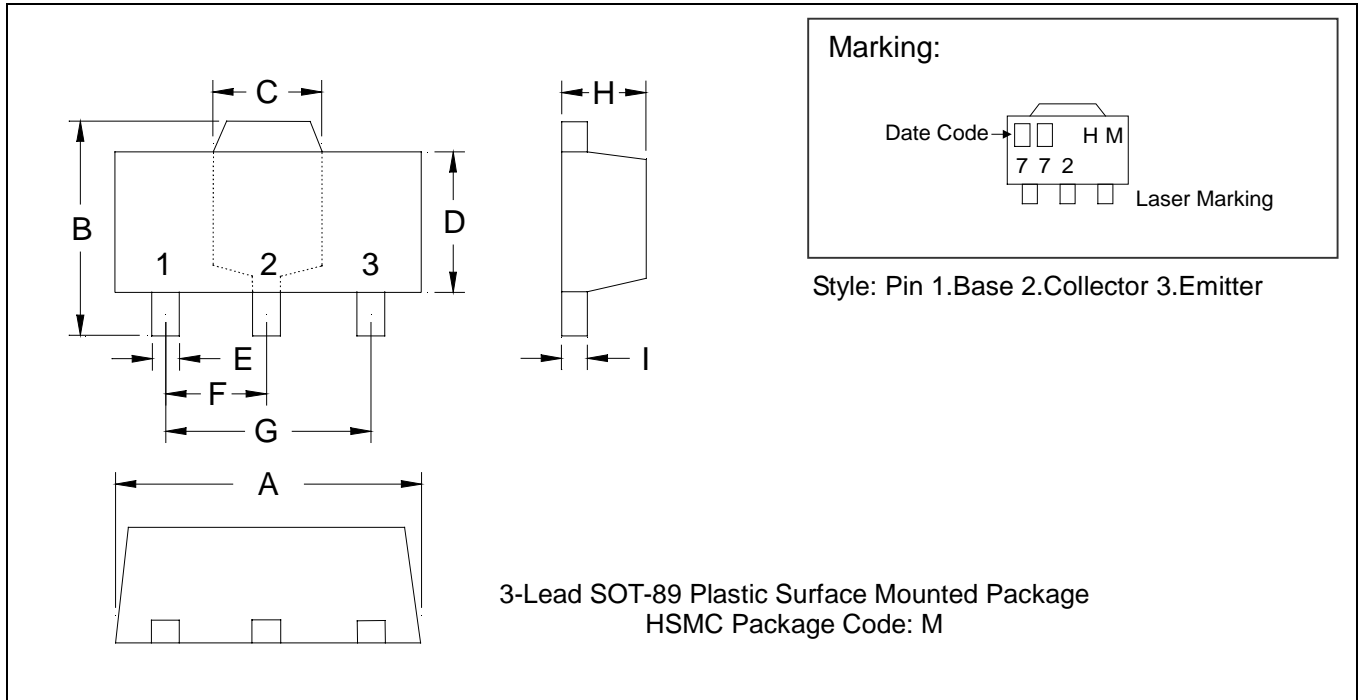 Marking:
Date Code
H M
7 7 2
Laser Marking
Style: Pin 1.Base 2.Collector 3.Emitter
C
H
B
D
1 2 3
E
I
F
G
A
3-Lead SOT-89 Plastic Surface Mounted Package
HSMC Package Code: M